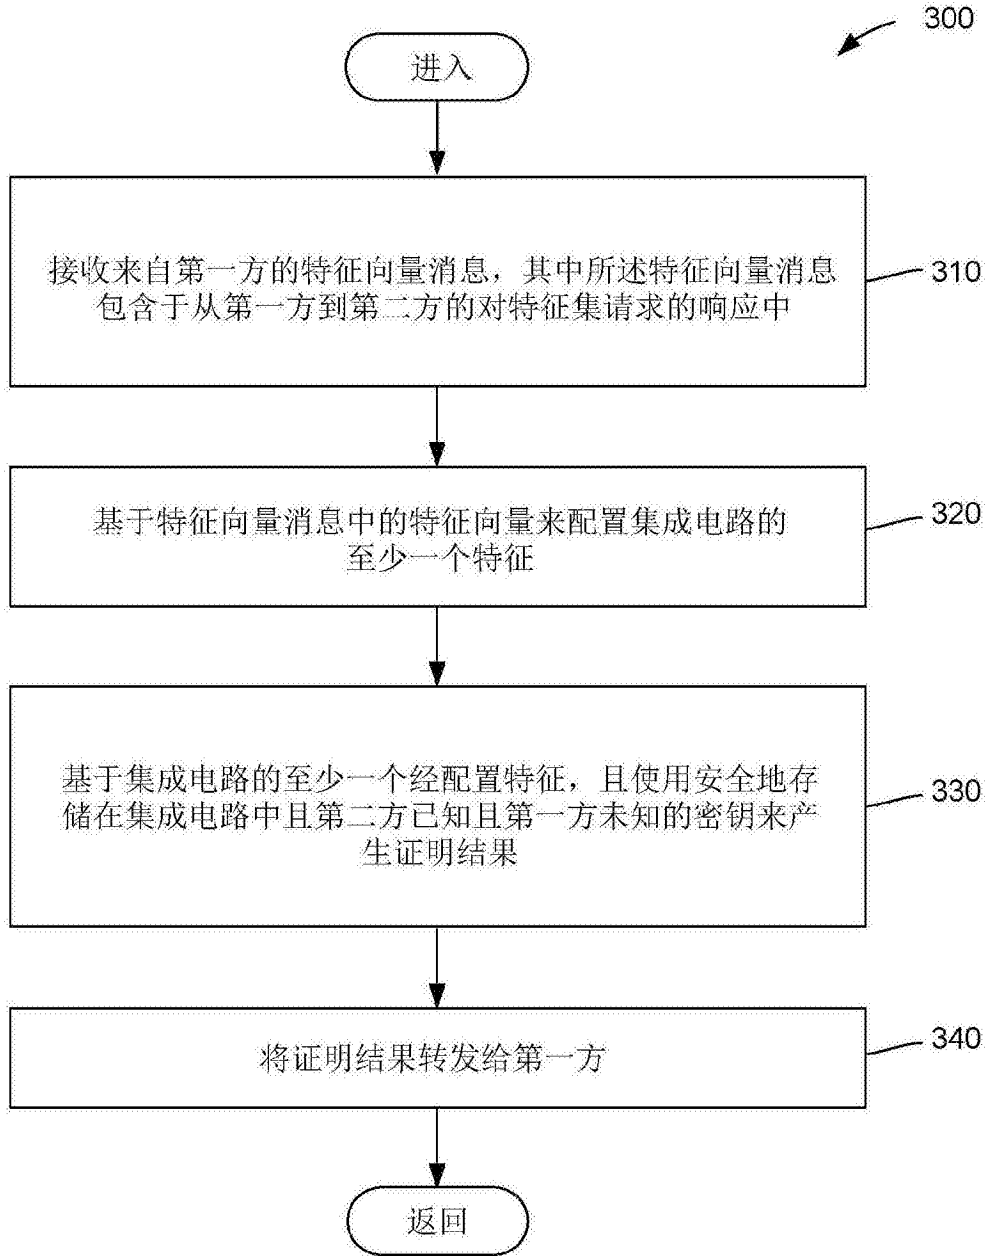 300
进入
接收来自第一方的特征向量消息，其中所述特征向量消息
包含于从第一方到第二方的对特征集请求的响应中
310
基于特征向量消息中的特征向量来配置集成电路的
至少一个特征
320
基于集成电路的至少一个经配置特征，且使用安全地存
储在集成电路中且第二方已知且第一方未知的密钥来产
生证明结果
330
将证明结果转发给第一方
340
返回